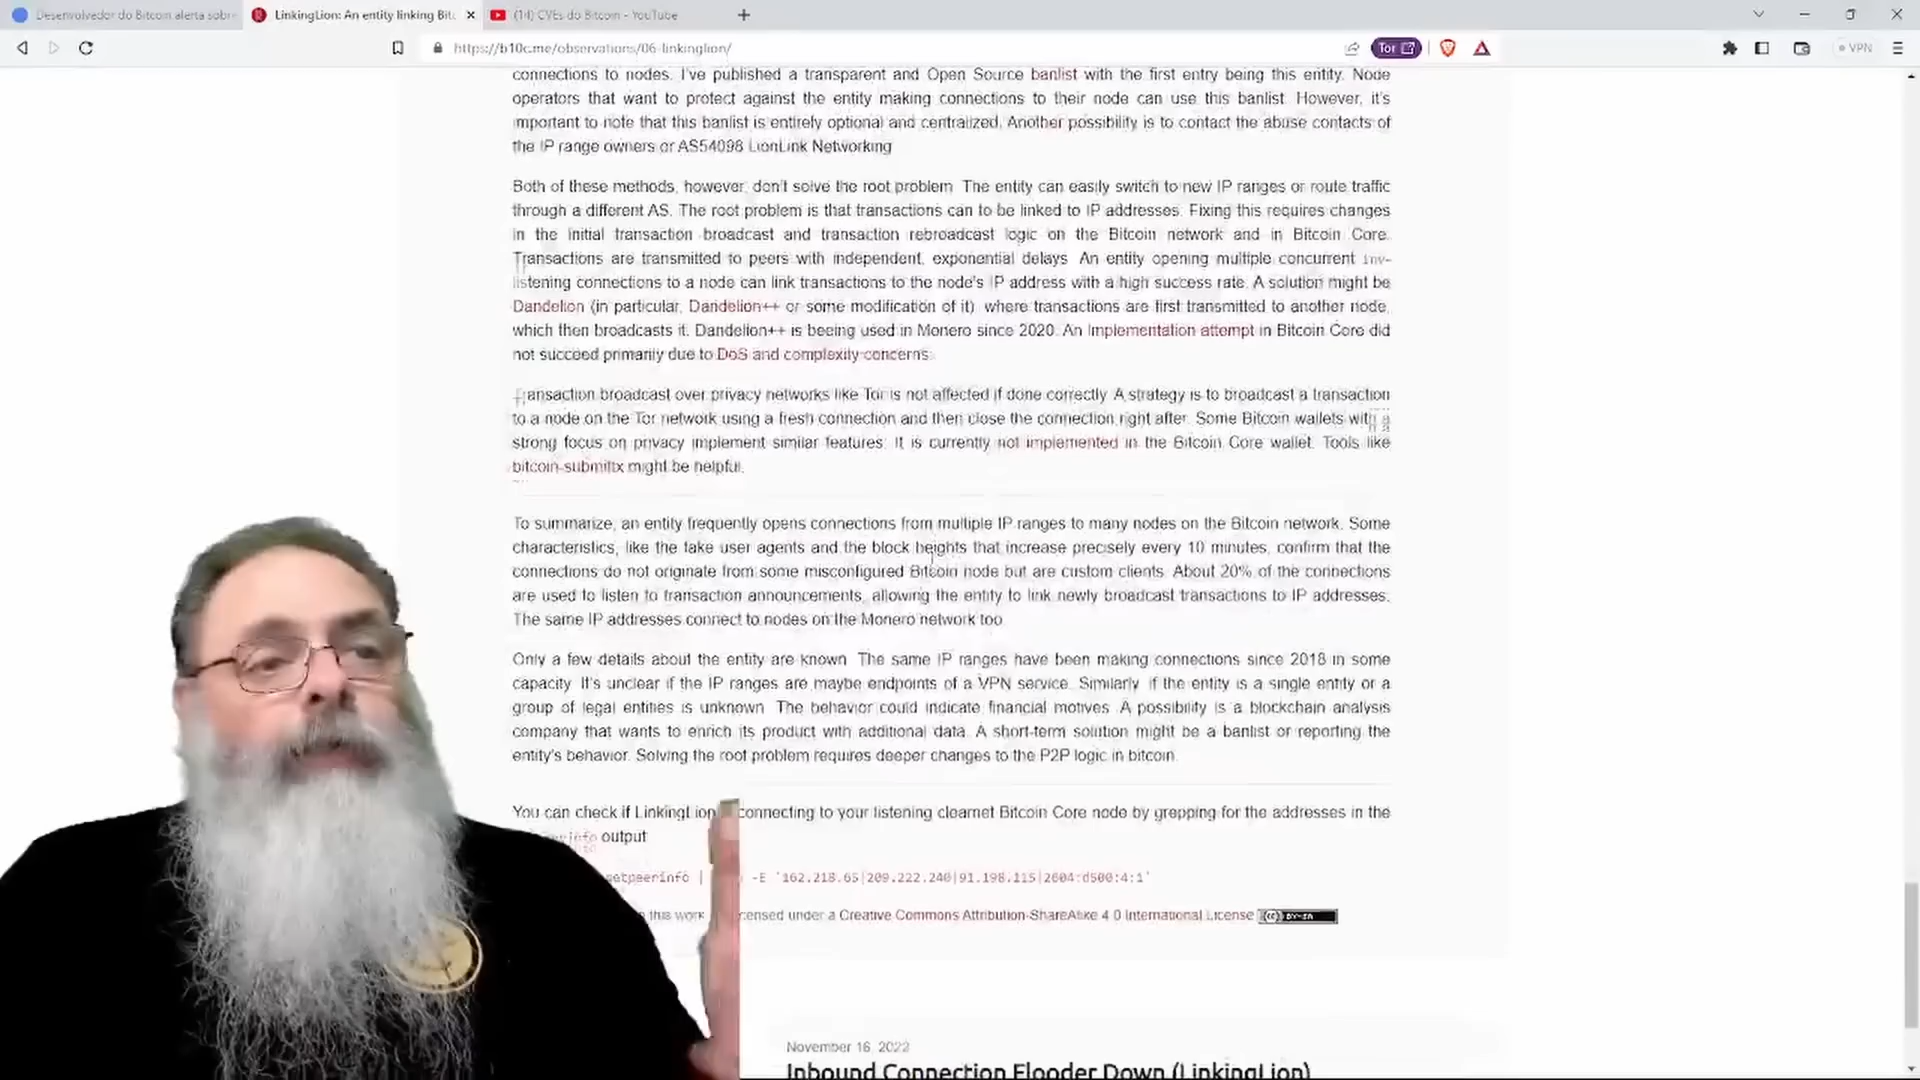 Desenvolvedor do Bitcoin alerta sobre
LinkingLion: An entity linking Bitc
(14) CVEs do Bitcoin - YouTube
https://b10c.me/observations/06-linkinglion/
Tor
VPN
connections to nodes. I've published a transparent and Open Source banlist with the first entry being this entity. Node
operators that want to protect against the entity making connections to their node can use this banlist. However, it's
important to note that this banlist is entirely optional and centralized. Another possibility is to contact the abuse contacts of
the IP range owners or AS54098 LionLink Networking
Both of these methods, however, don't solve the root problem. The entity can easily switch to new IP ranges or route traffic
through a different AS. The root problem is that transactions can to be linked to IP addresses. Fixing this requires changes
in the initial transaction broadcast and transaction rebroadcast logic on the Bitcoin network and in Bitcoin Core.
Transactions are transmitted to peers with independent, exponential delays. An entity opening multiple concurrent inv-
listening connections to a node can link transactions to the node's IP address with a high success rate. A solution might be
Dandelion (in particular, Dandelion++ or some modification of it), where transactions are first transmitted to another node,
which then broadcasts it. Dandelion++ is beeing used in Monero since 2020. An implementation attempt in Bitcoin Core did
not succeed primarily due to DoS and complexity concerns.
Transaction broadcast over privacy networks like Tor is not affected if done correctly. A strategy is to broadcast a transaction
to a node on the Tor network using a fresh connection and then close the connection right after. Some Bitcoin wallets with a
strong focus on privacy implement similar features. It is currently not implemented in the Bitcoin Core wallet. Tools like
bitcoin-submittx might be helpful.
To summarize, an entity frequently opens connections from multiple IP ranges to many nodes on the Bitcoin network. Some
characteristics, like the fake user agents and the block heights that increase precisely every 10 minutes, confirm that the
connections do not originate from some misconfigured Bitcoin node but are custom clients. About 20% of the connections
are used to listen to transaction announcements, allowing the entity to link newly broadcast transactions to IP addresses.
The same IP addresses connect to nodes on the Monero network too
Only a few details about the entity are known. The same IP ranges have been making connections since 2018 in some
capacity. It's unclear if the IP ranges are maybe endpoints of a VPN service. Similarly, if the entity is a single entity or a
group of legal entities is unknown. The behavior could indicate financial motives. A possibility is a blockchain analysis
company that wants to enrich its product with additional data. A short-term solution might be a banlist or reporting the
entity's behavior. Solving the root problem requires deeper changes to the P2P logic in bitcoin.
You can check if LinkingLion connecting to your listening clearnet Bitcoin Core node by grepping for the addresses in the
output
getpeerinfo | -E '162.218.65|209.222.240|91.198.115|2604:d500:4:1'
this work licensed under a Creative Commons Attribution-ShareAlike 4.0 International License
cc BY-SA
November 16, 2022
Inbound Connection Flooder Down (LinkingLion)